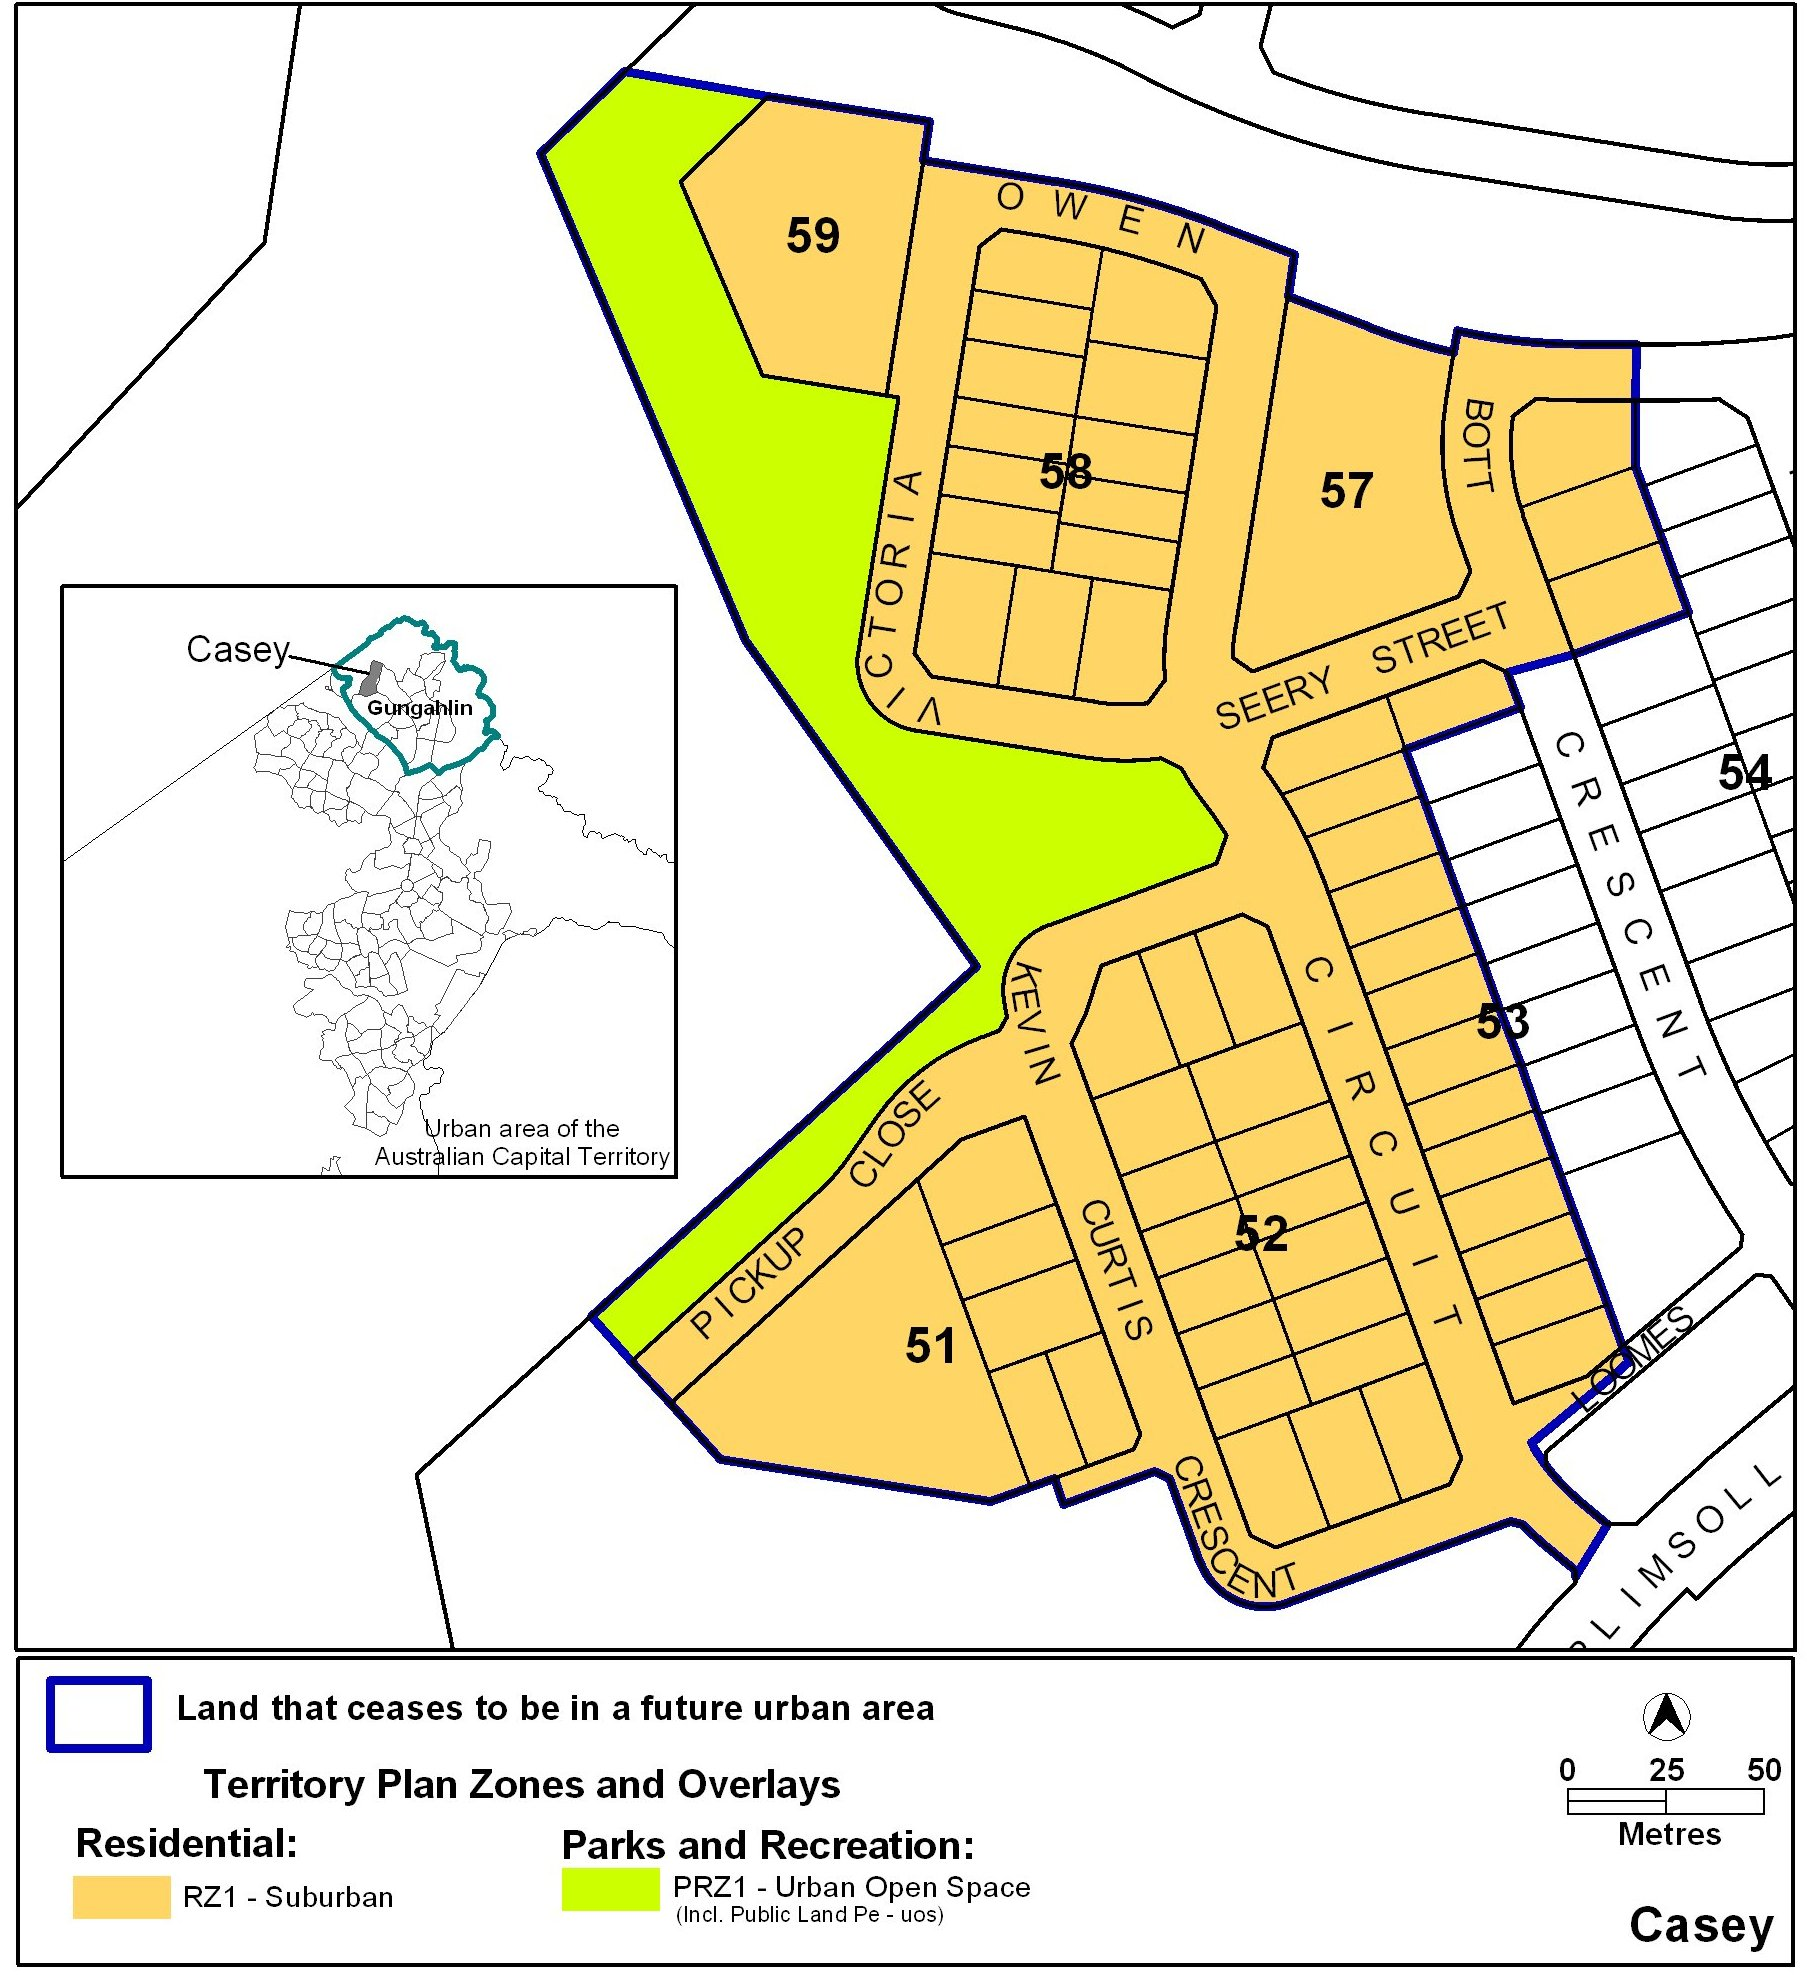 OWEN
59
VICTORIA
58
57
BOTT
SEERY STREET
CRESCENT
54
KEVIN
CIRCUIT
53
PICKUP CLOSE
CURTIS
52
51
CRESCENT
LOOMES
PLIMSOLL
Casey
Gungahlin
Urban area of the
Australian Capital Territory
Land that ceases to be in a future urban area
Territory Plan Zones and Overlays
Residential:
RZ1 - Suburban
Parks and Recreation:
PRZ1 - Urban Open Space
(Incl. Public Land Pe - uos)
0 25 50
Metres
Casey